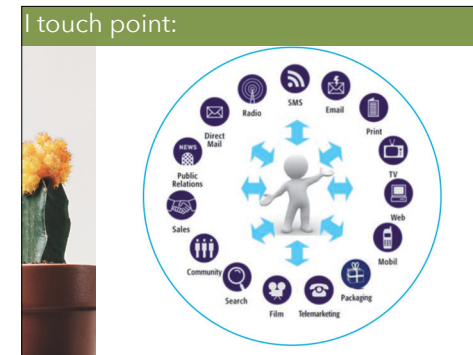 I touch point:
SMS
Radio
Email
Direct
Mail
Print
NEWS
Public
Relations
TV
Sales
Web
Community
Mobil
Search
Packaging
Film
Telemarketing